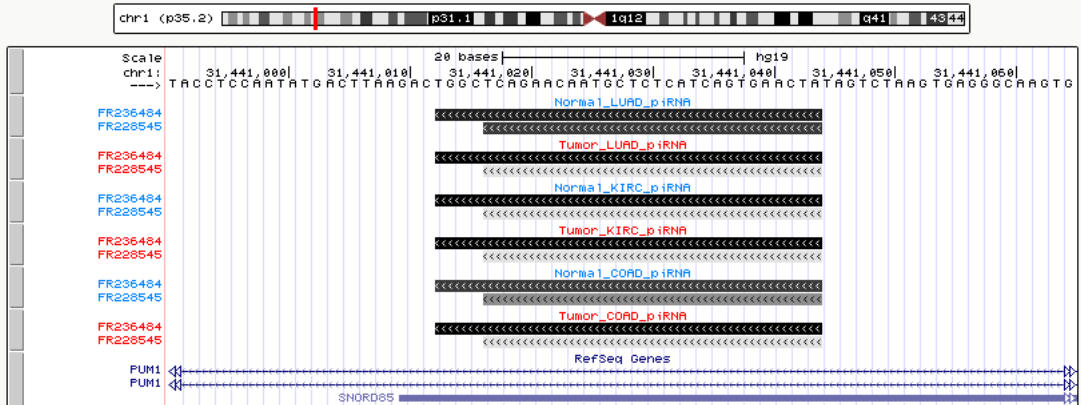 chr1 (p35.2) p31.1 1q12 q41 43 44
Scale 20 bases hg19
chr1: 31,441,000 31,441,010 31,441,020 31,441,030 31,441,040 31,441,050 31,441,060
--->
Normal_LUAD_piRNA
FR236484
FR228545
Tumor_LUAD_piRNA
FR236484
FR228545
Normal_KIRC_piRNA
FR236484
FR228545
Tumor_KIRC_piRNA
FR236484
FR228545
Normal_COAD_piRNA
FR236484
FR228545
Tumor_COAD_piRNA
FR236484
FR228545
RefSeq Genes
PUM1
PUM1
SNORD85